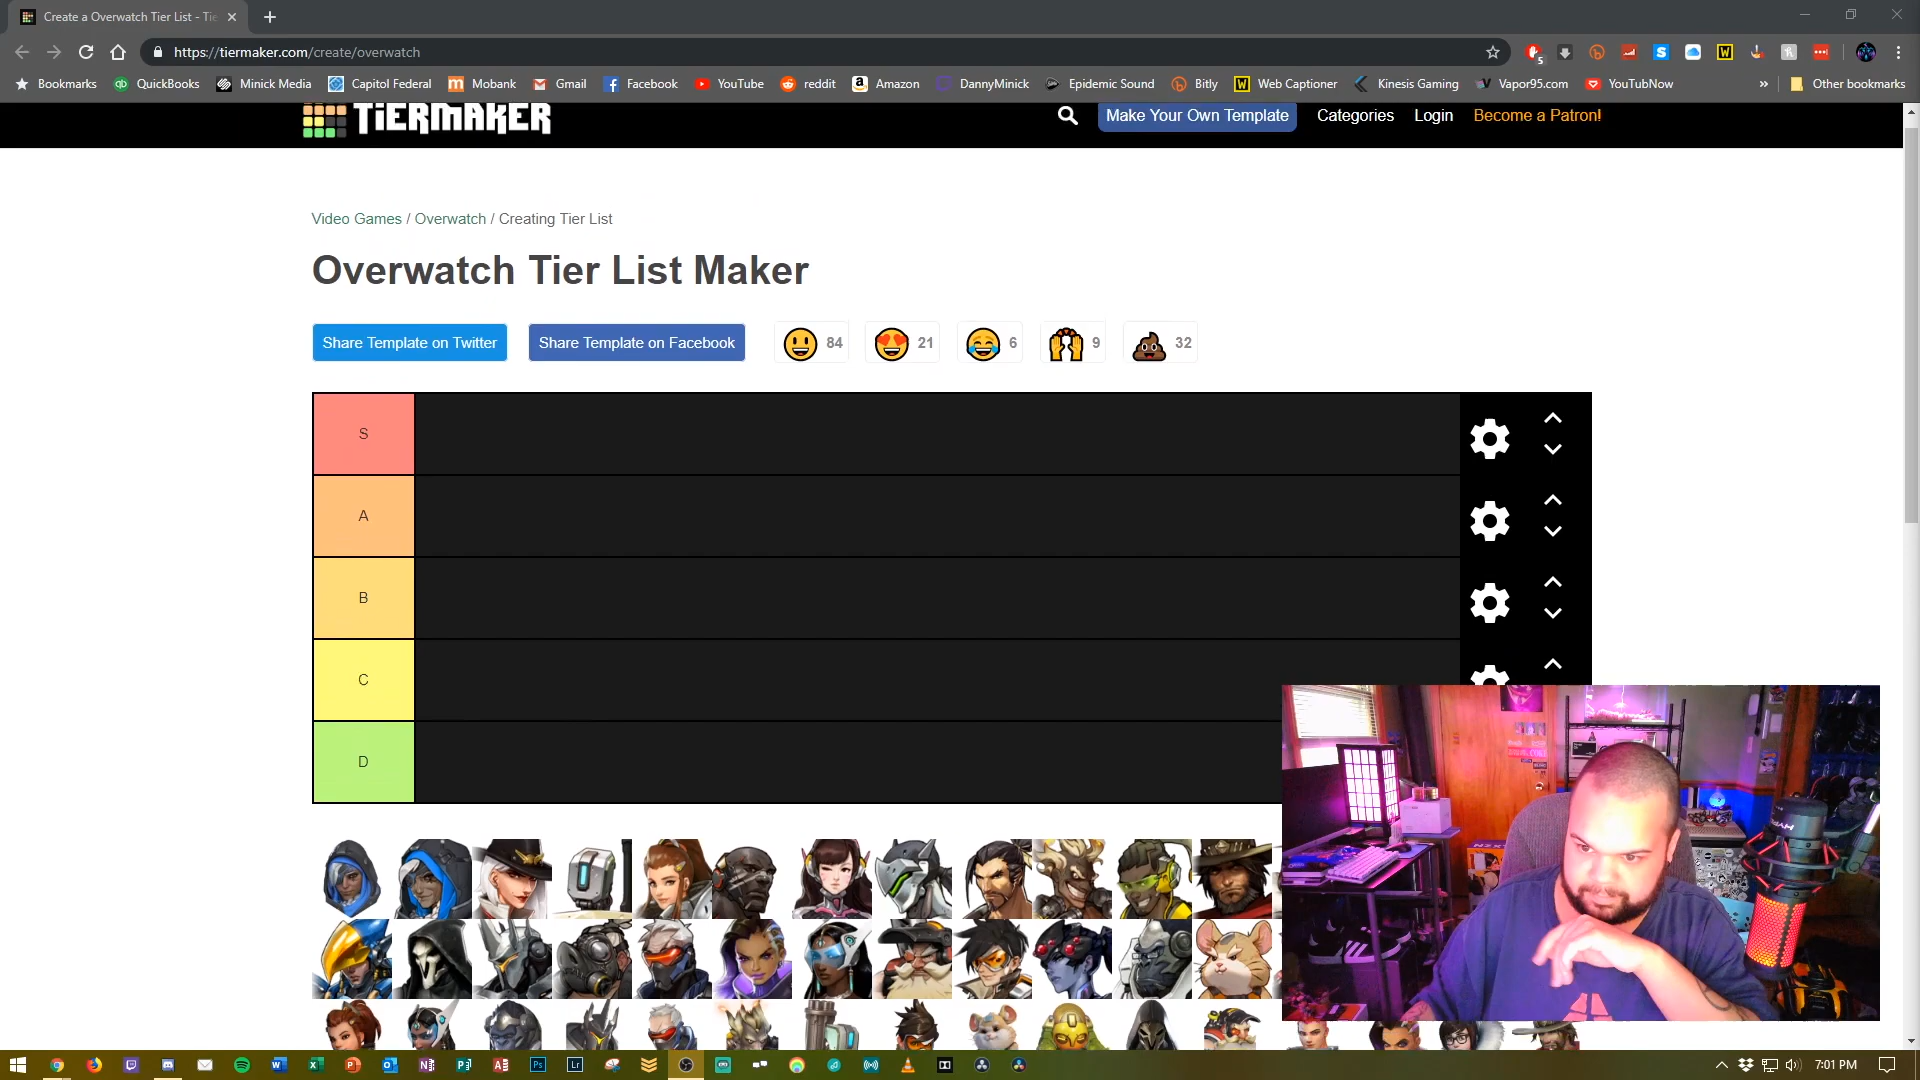 Create a Overwatch Tier List - Tie
https://tiermaker.com/create/overwatch
5
Bookmarks QuickBooks Minick Media Capitol Federal Mobank Gmail Facebook YouTube reddit Amazon DannyMinick Epidemic Sound Bitly Web Captioner Kinesis Gaming Vapor95.com YouTubNow » Other bookmarks
TiERMAKER Make Your Own Template Categories Login Become a Patron!
Video Games / Overwatch / Creating Tier List
Overwatch Tier List Maker
Share Template on Twitter Share Template on Facebook 84 21 6 9 32
S
A
B
C
D
7:01 PM